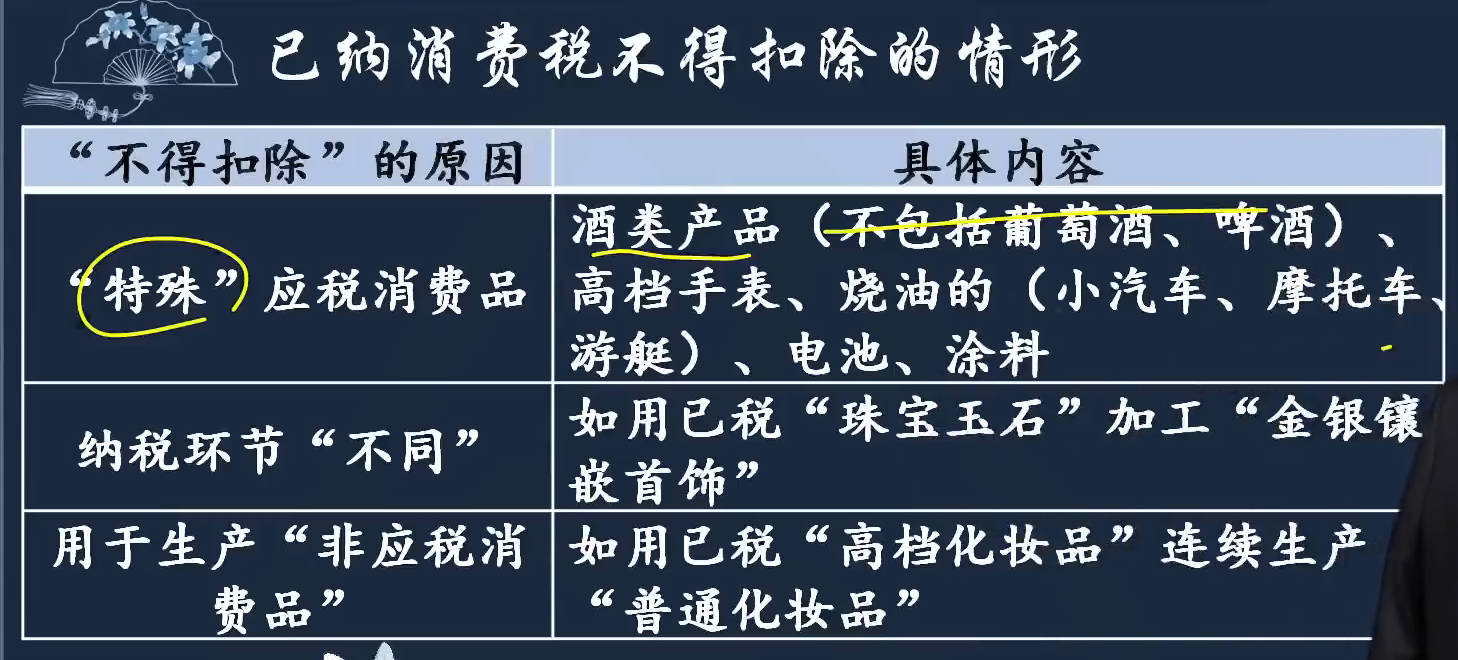 已纳消费税不得扣除的情形
“不得扣除”的原因
具体内容
“特殊”应税消费品
酒类产品（不包括葡萄酒、啤酒）、
高档手表、烧油的（小汽车、摩托车、
游艇）、电池、涂料
纳税环节“不同”
如用已税“珠宝玉石”加工“金银镶
嵌首饰”
用于生产“非应税消
费品”
如用已税“高档化妆品”连续生产
“普通化妆品”